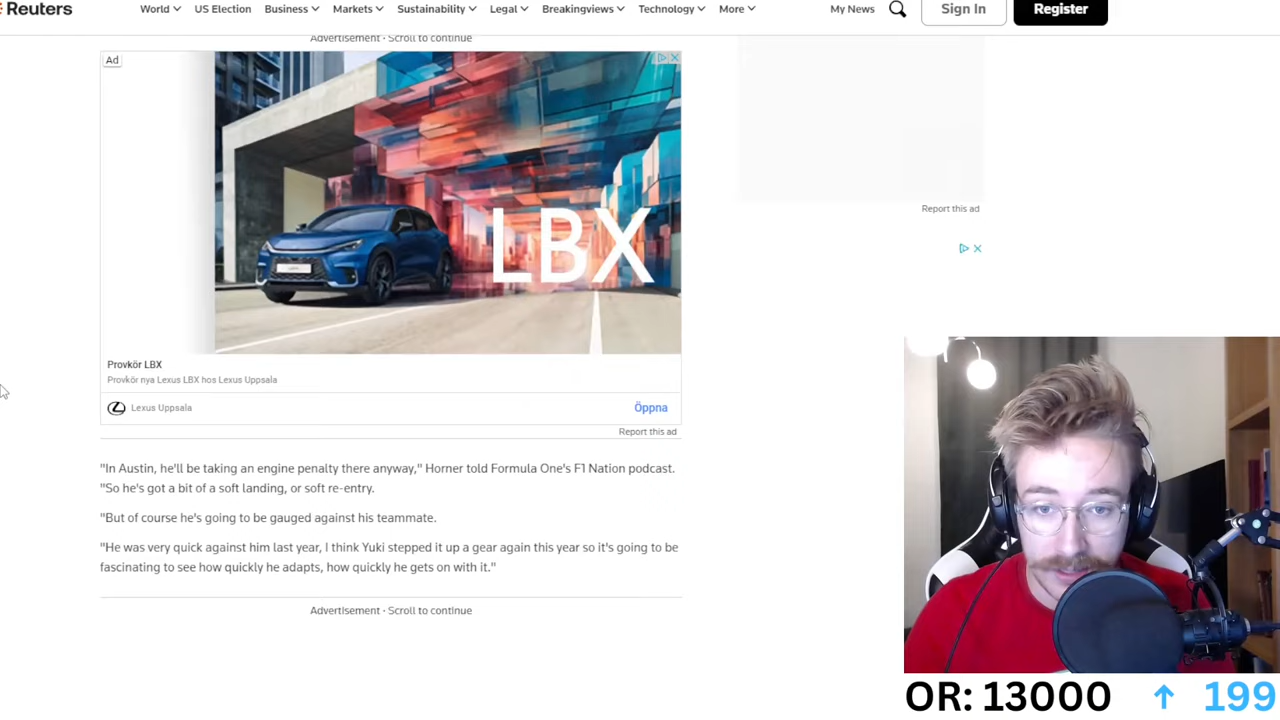 Reuters
World
US Election
Business
Markets
Sustainability
Legal
Breakingviews
Technology
More
My News
Sign In
Register
Advertisement · Scroll to continue
Ad
LBX
Provkör LBX
Provkör nya Lexus LBX hos Lexus Uppsala
Lexus Uppsala
Öppna
Report this ad
Report this ad
"In Austin, he'll be taking an engine penalty there anyway," Horner told Formula One's F1 Nation podcast.
"So he's got a bit of a soft landing, or soft re-entry.
"But of course he's going to be gauged against his teammate.
"He was very quick against him last year, I think Yuki stepped it up a gear again this year so it's going to be
fascinating to see how quickly he adapts, how quickly he gets on with it."
Advertisement · Scroll to continue
OR: 13000 ↑ 199